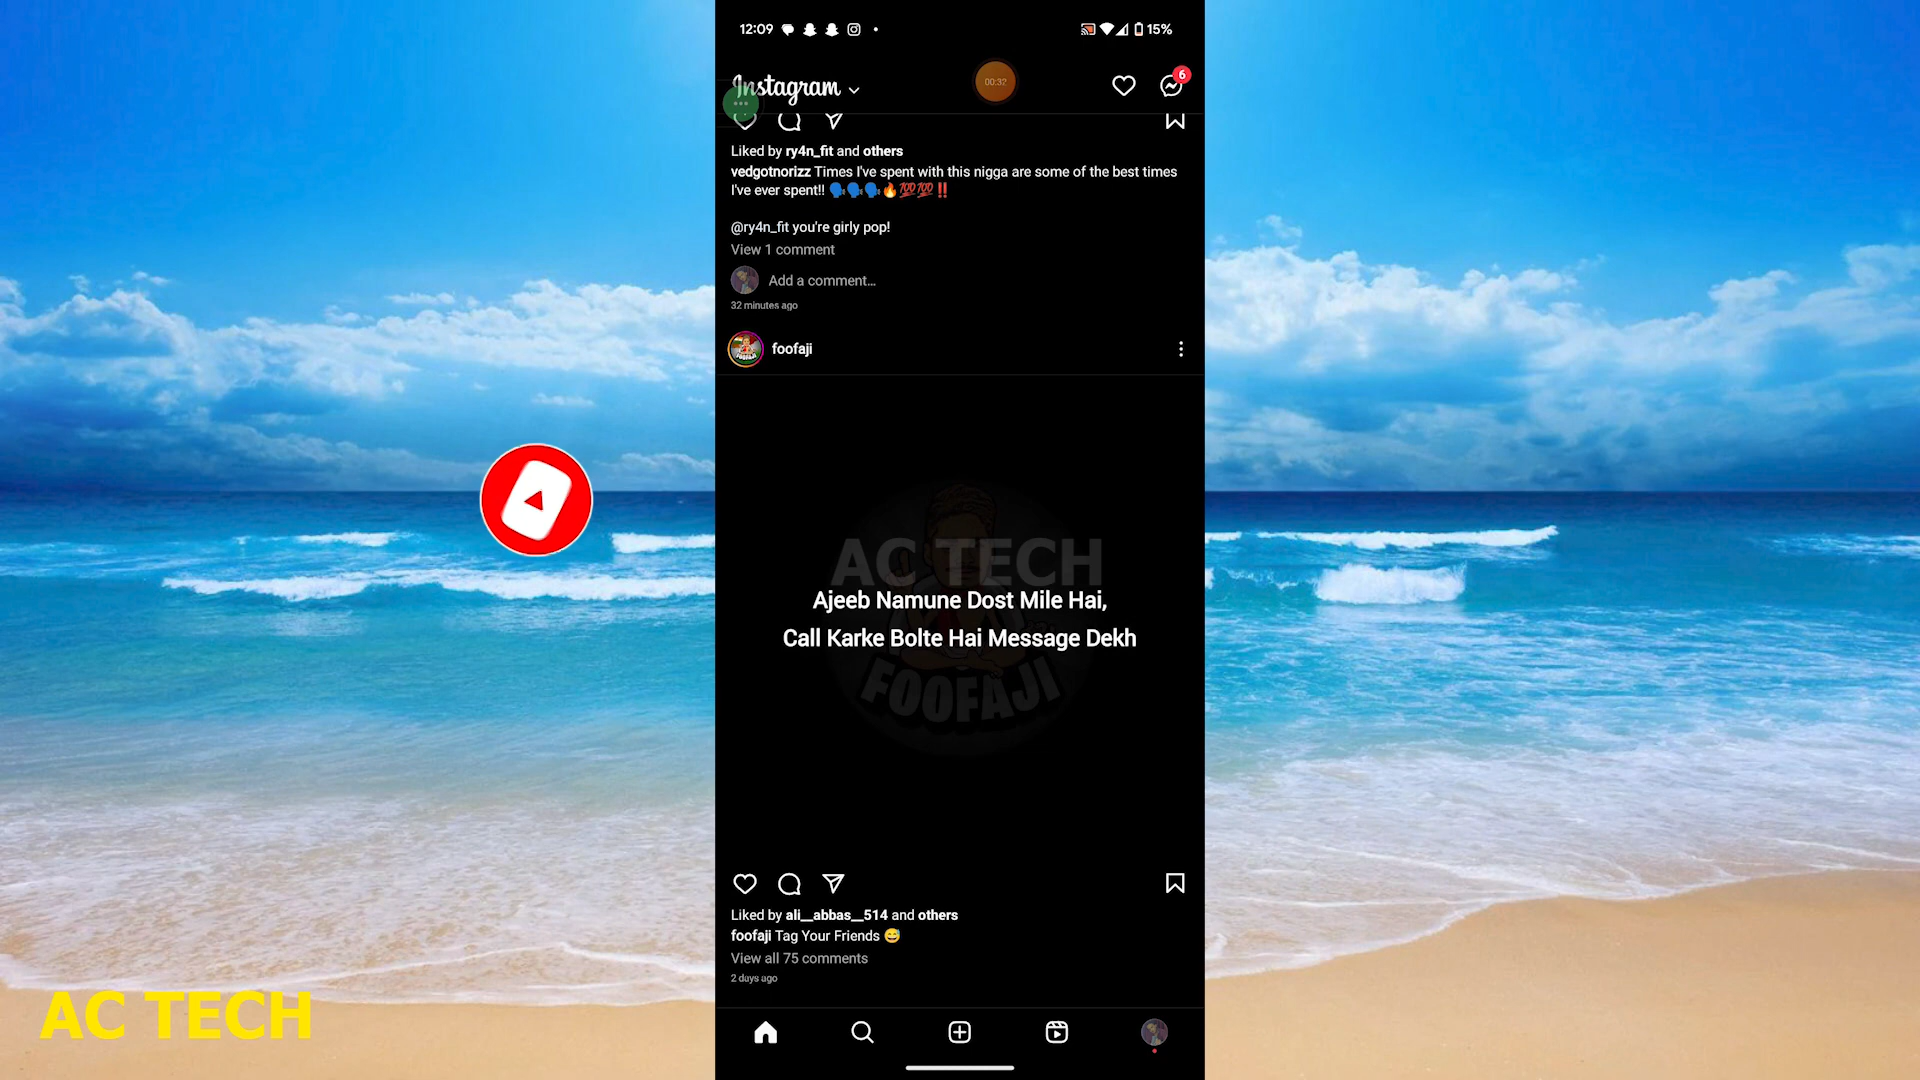 12:09
15%
Instagram
00:32
6
Liked by ry4n_fit and others
vedgotnorizz Times I've spent with this nigga are some of the best times
I've ever spent!! 🗣️🗣️🗣️🔥💯💯‼️
@ry4n_fit you're girly pop!
View 1 comment
Add a comment...
32 minutes ago
foofaji
AC TECH
Ajeeb Namune Dost Mile Hai,
Call Karke Bolte Hai Message Dekh
FOOFAJI
Liked by ali__abbas__514 and others
foofaji Tag Your Friends 😅
View all 75 comments
2 days ago
AC TECH